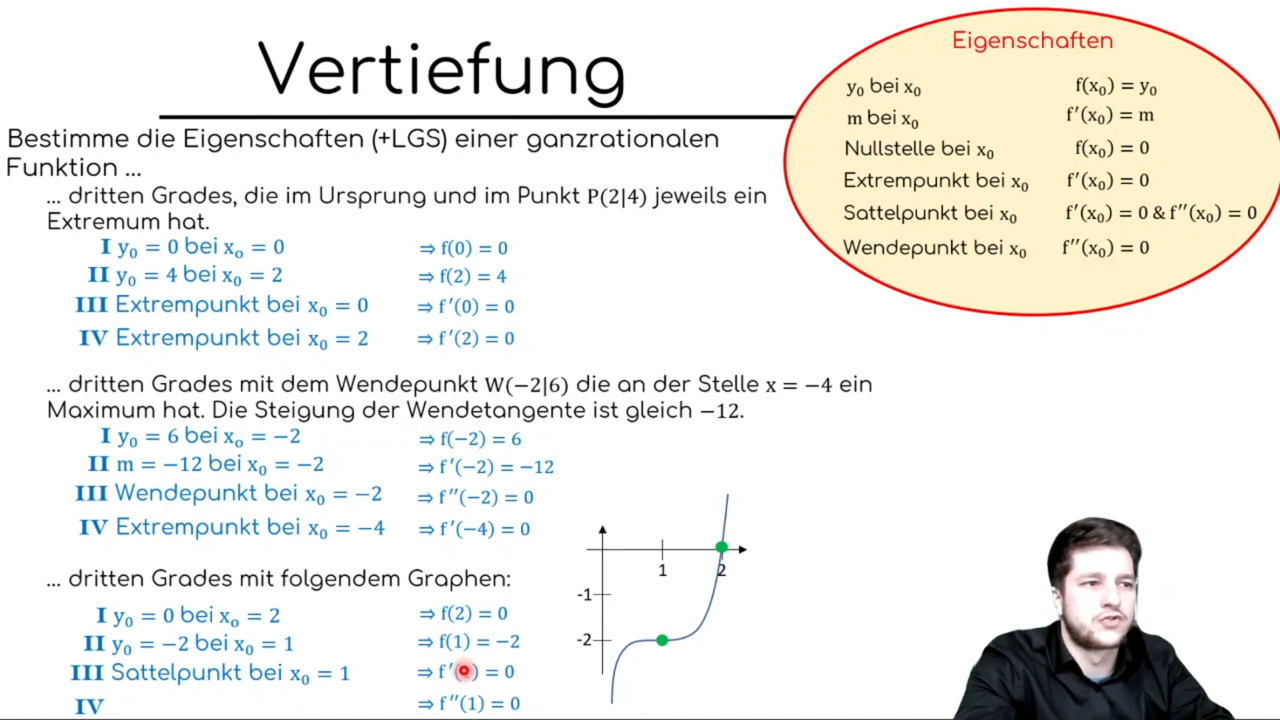 Vertiefung
Bestimme die Eigenschaften (+LGS) einer ganzrationalen
Funktion ...
... dritten Grades, die im Ursprung und im Punkt P(2|4) jeweils ein
Extremum hat.
I y₀ = 0 bei xₒ = 0 ⇒ f(0) = 0
II y₀ = 4 bei x₀ = 2 ⇒ f(2) = 4
III Extrempunkt bei x₀ = 0 ⇒ f′(0) = 0
IV Extrempunkt bei x₀ = 2 ⇒ f′(2) = 0
... dritten Grades mit dem Wendepunkt W(−2|6) die an der Stelle x = −4 ein
Maximum hat. Die Steigung der Wendetangente ist gleich −12.
I y₀ = 6 bei xₒ = −2 ⇒ f(−2) = 6
II m = −12 bei x₀ = −2 ⇒ f′(−2) = −12
III Wendepunkt bei x₀ = −2 ⇒ f″(−2) = 0
IV Extrempunkt bei x₀ = −4 ⇒ f′(−4) = 0
... dritten Grades mit folgendem Graphen:
I y₀ = 0 bei xₒ = 2 ⇒ f(2) = 0
II y₀ = −2 bei x₀ = 1 ⇒ f(1) = −2
III Sattelpunkt bei x₀ = 1 ⇒ f′( ) = 0
IV ⇒ f″(1) = 0
1 2
-1
-2
Eigenschaften
y₀ bei x₀ f(x₀) = y₀
m bei x₀ f′(x₀) = m
Nullstelle bei x₀ f(x₀) = 0
Extrempunkt bei x₀ f′(x₀) = 0
Sattelpunkt bei x₀ f′(x₀) = 0 & f″(x₀) = 0
Wendepunkt bei x₀ f″(x₀) = 0